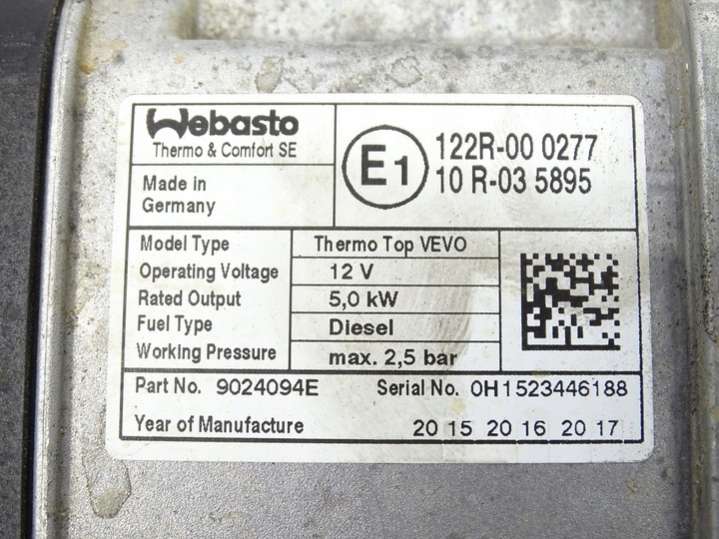 Webasto
Thermo & Comfort SE
Made in
Germany
E1
122R-00 0277
10 R-03 5895
Model Type Thermo Top VEVO
Operating Voltage 12 V
Rated Output 5,0 kW
Fuel Type Diesel
Working Pressure max. 2,5 bar
Part No. 9024094E Serial No. 0H1523446188
Year of Manufacture 20 15 20 16 20 17